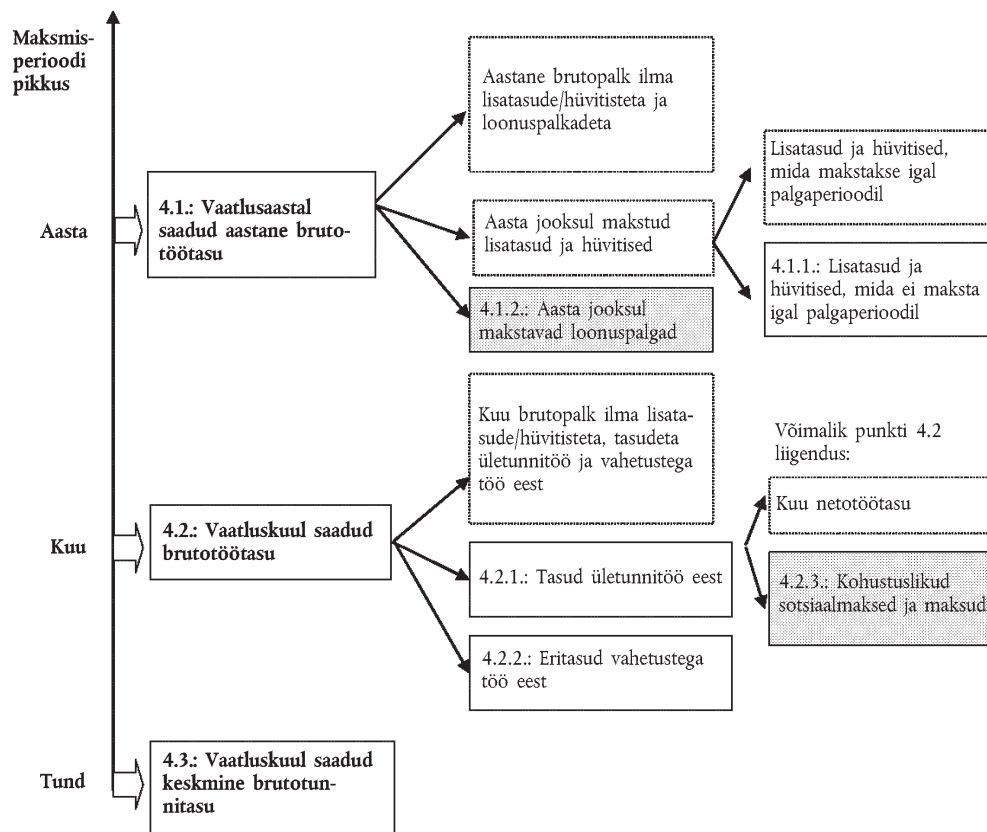 Maksmis-
perioodi
pikkus
Aastane brutopalk ilma
lisatasude/hüvitisteta ja
loonuspalkadeta
Lisatasud ja hüvitised,
mida makstakse igal
palgaperioodil
Aasta
4.1.: Vaatlusaastal
saadud aastane bruto-
töötasu
Aasta jooksul makstud
lisatasud ja hüvitised
4.1.1.: Lisatasud ja
hüvitised, mida ei maksta
igal palgaperioodil
4.1.2.: Aasta jooksul
makstavad loonuspalgad
Kuu brutopalk ilma lisata-
sude/hüvitisteta, tasudeta
ületunnitöö ja vahetustega
töö eest
Võimalik punkti 4.2
liigendus:
Kuu netotöötasu
Kuu
4.2.: Vaatluskuul saadud
brutotöötasu
4.2.1.: Tasud ületunnitöö eest
4.2.3.: Kohustuslikud
sotsiaalmaksed ja maksud
4.2.2.: Eritasud vahetustega
töö eest
Tund
4.3.: Vaatluskuul saadud
keskmine brutotun-
nitasu